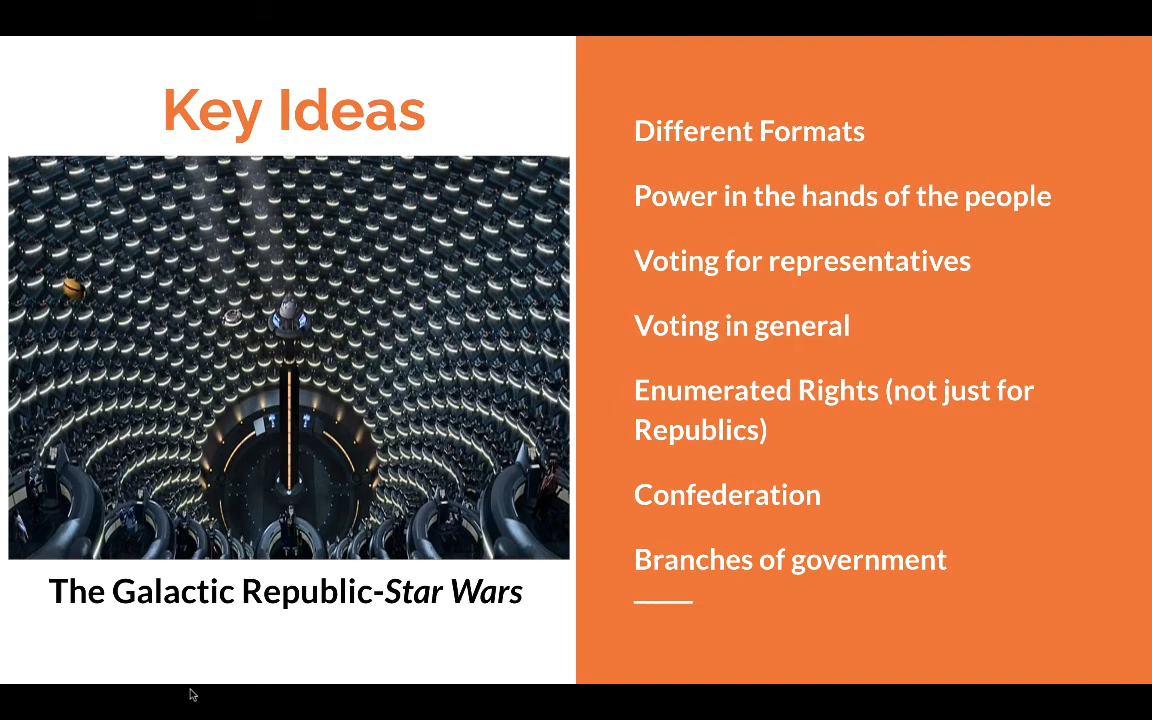 Key Ideas
The Galactic Republic-Star Wars
Different Formats
Power in the hands of the people
Voting for representatives
Voting in general
Enumerated Rights (not just for
Republics)
Confederation
Branches of government